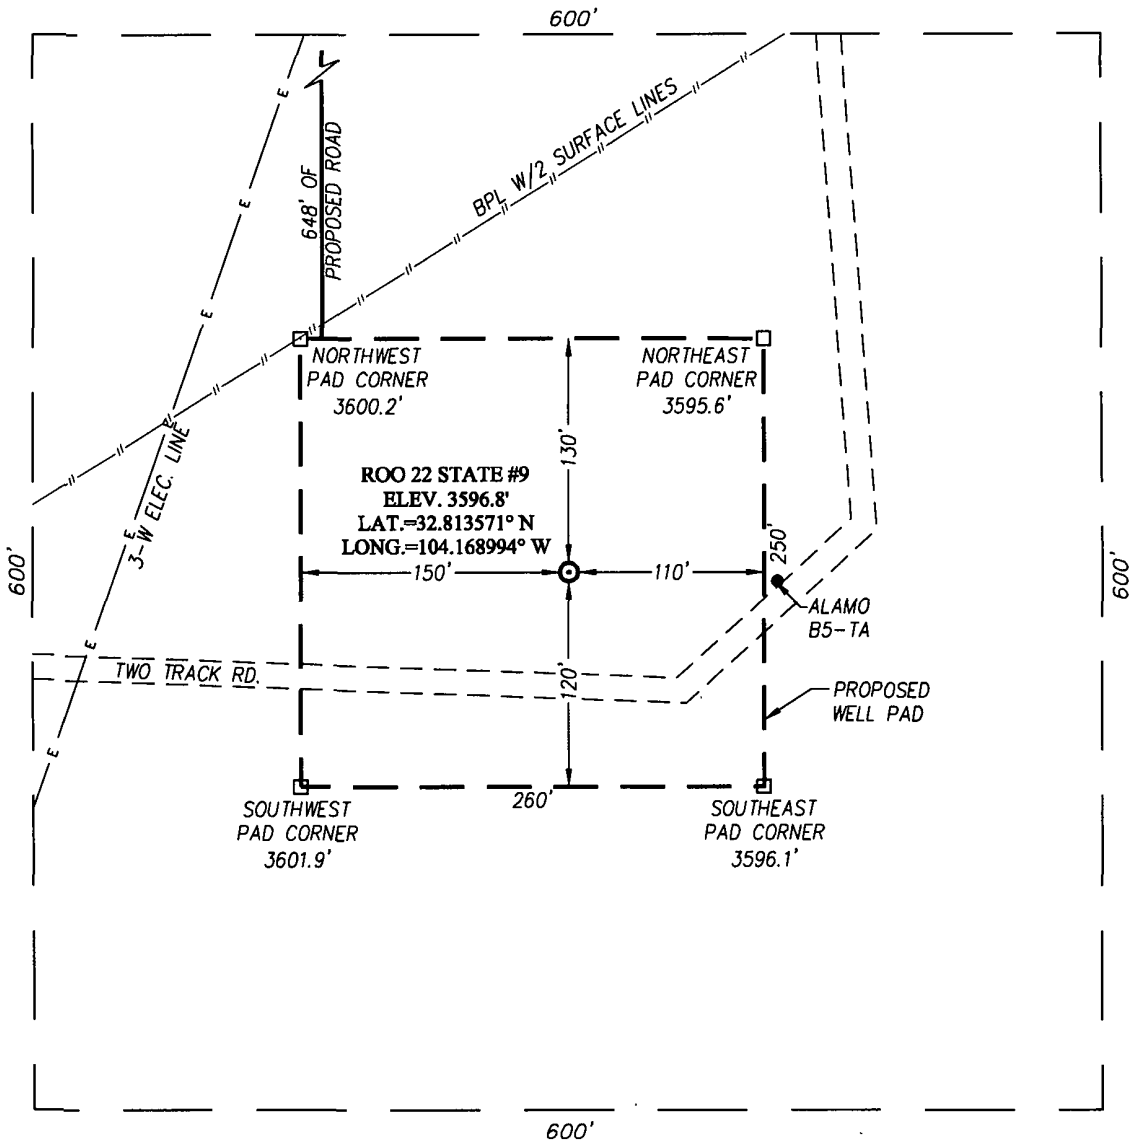 600'
648' OF
PROPOSED ROAD
BPL W/2 SURFACE LINES
E
E
E
E
E
E
3-W ELEC. LINE
NORTHWEST
PAD CORNER
3600.2'
NORTHEAST
PAD CORNER
3595.6'
130'
ROO 22 STATE #9
ELEV. 3596.8'
LAT.=32.813571° N
LONG.=104.168994° W
150'
110'
250'
600'
600'
ALAMO
B5-TA
TWO TRACK RD.
120'
PROPOSED
WELL PAD
260'
SOUTHWEST
PAD CORNER
3601.9'
SOUTHEAST
PAD CORNER
3596.1'
600'